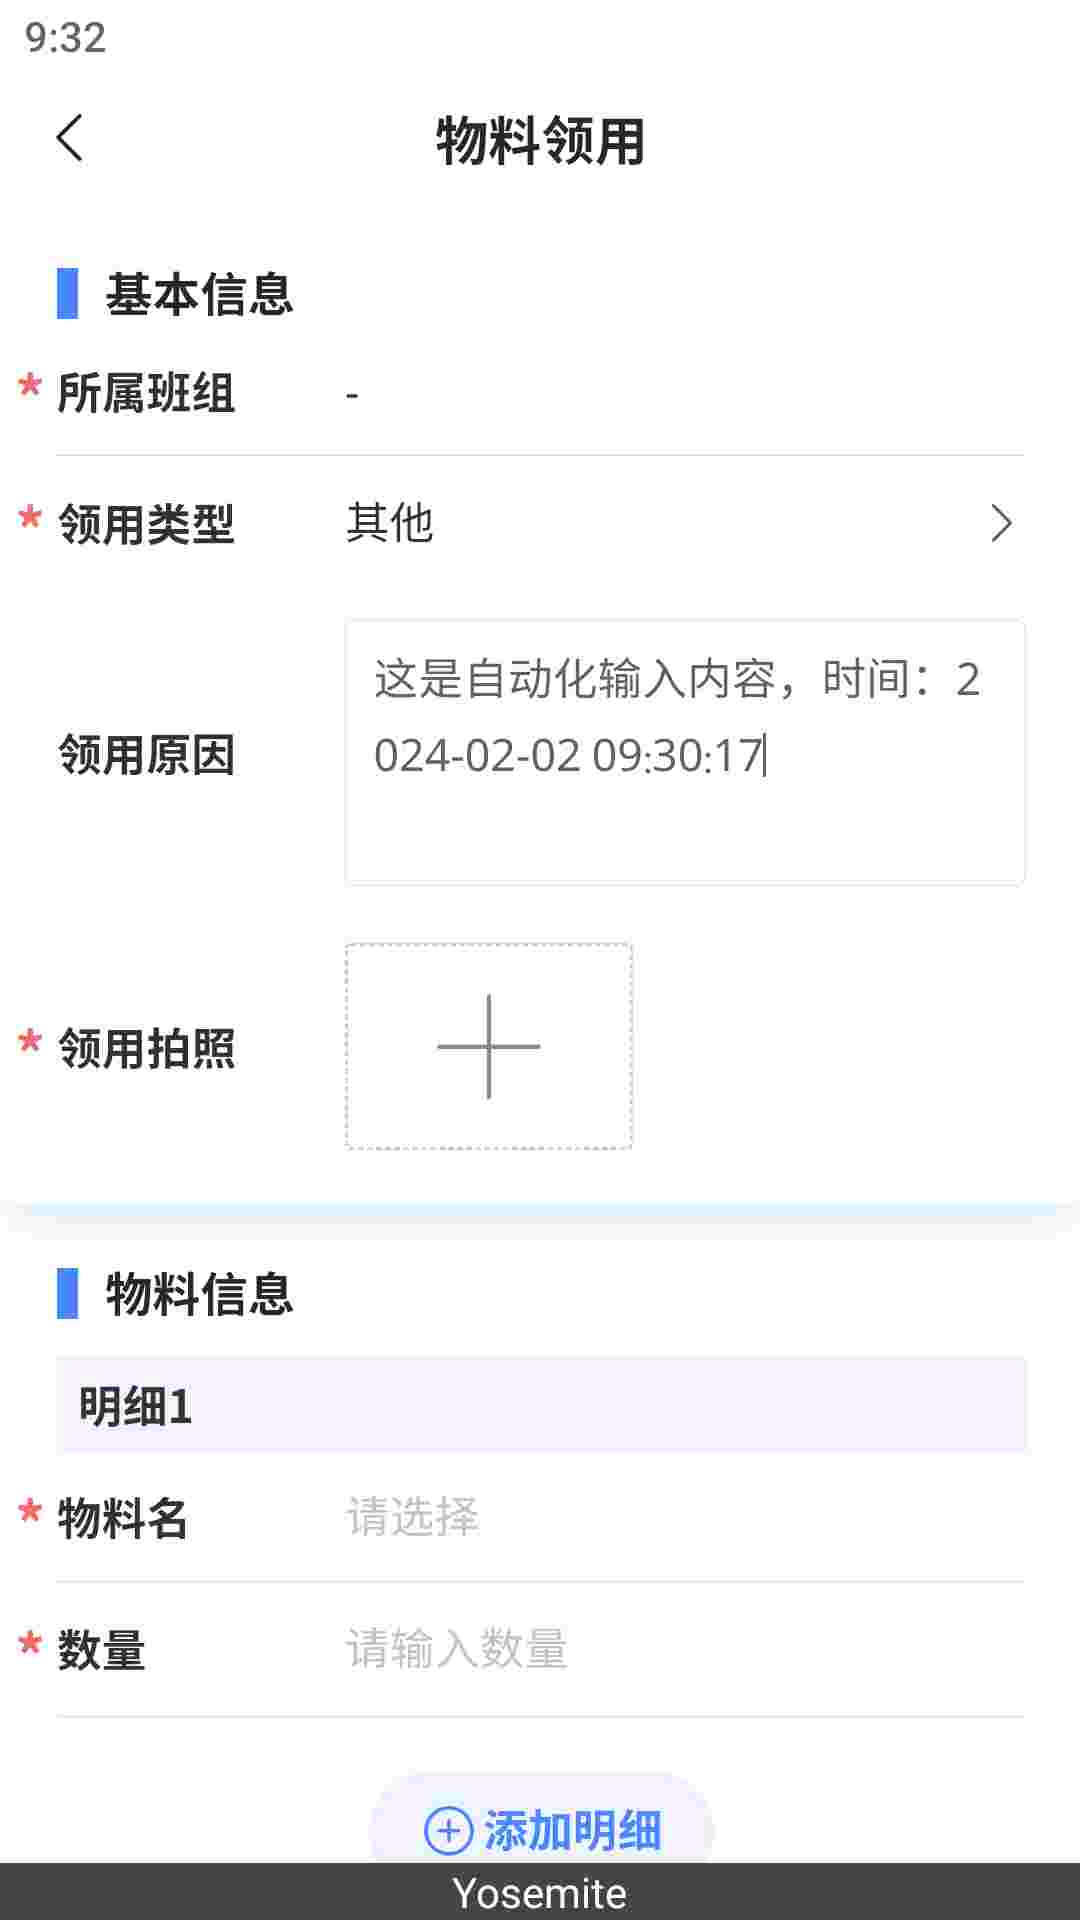 9:32
物料领用
基本信息
* 所属班组 -
* 领用类型 其他
领用原因
这是自动化输入内容，时间：2
024-02-02 09:30:17
* 领用拍照
物料信息
明细1
* 物料名 请选择
* 数量 请输入数量
添加明细
Yosemite